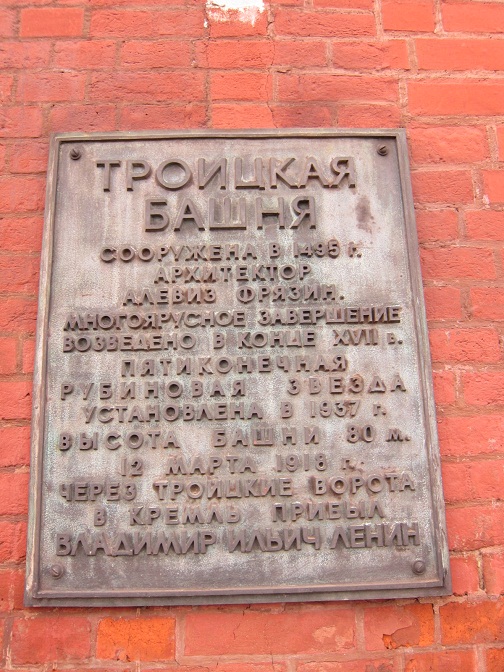 ТРОИЦКАЯ
БАШНЯ
СООРУЖЕНА В 1495 г.
АРХИТЕКТОР
АЛЕВИЗ ФРЯЗИН.
МНОГОЯРУСНОЕ ЗАВЕРШЕНИЕ
ВОЗВЕДЕНО В КОНЦЕ XVII в.
ПЯТИКОНЕЧНАЯ
РУБИНОВАЯ ЗВЕЗДА
УСТАНОВЛЕНА В 1937 г.
ВЫСОТА БАШНИ 80 м.
12 МАРТА 1918 г.
ЧЕРЕЗ ТРОИЦКИЕ ВОРОТА
В КРЕМЛЬ ПРИБЫЛ
ВЛАДИМИР ИЛЬИЧ ЛЕНИН